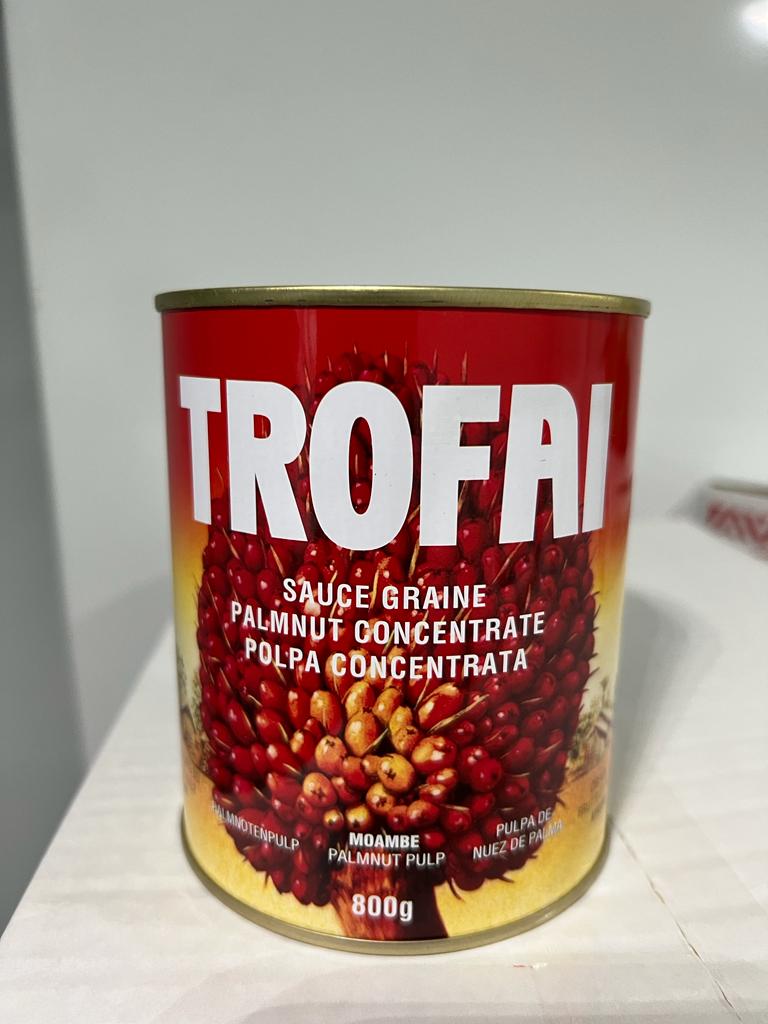 TROFAI
SAUCE GRAINE
PALMNUT CONCENTRATE
POLPA CONCENTRATA
PALMNOTENPULP
MOAMBE
PALMNUT PULP
PULPA DE
NUEZ DE PALMA
800g